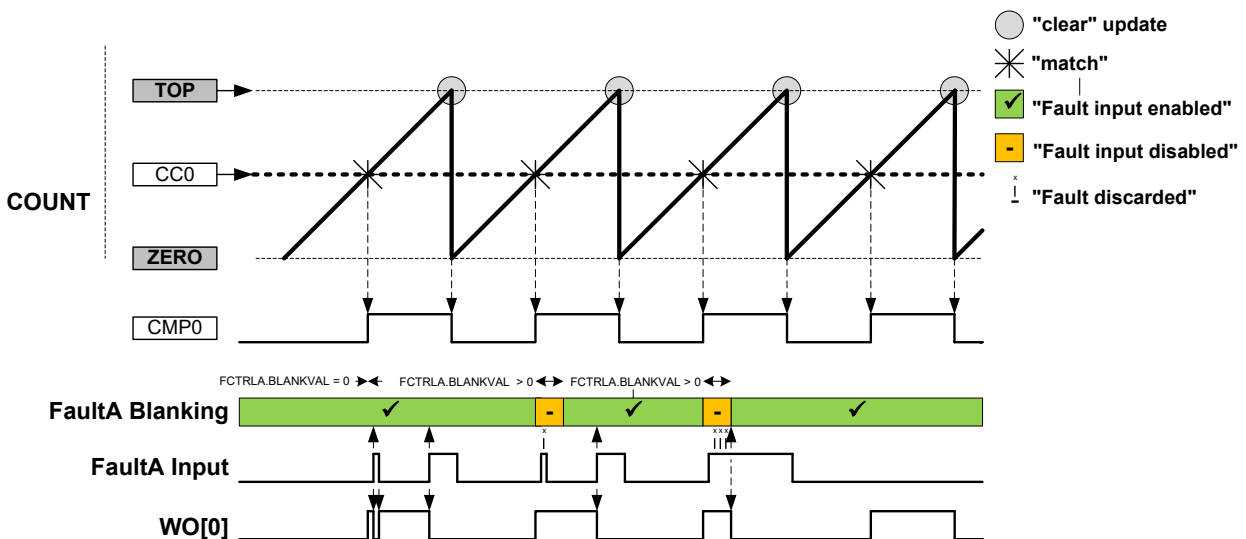 "clear" update
"match"
"Fault input enabled"
"Fault input disabled"
x
"Fault discarded"
TOP
CC0
COUNT
ZERO
CMP0
FCTRLA.BLANKVAL = 0
FCTRLA.BLANKVAL > 0
FCTRLA.BLANKVAL > 0
FaultA Blanking
- -
x xxx
FaultA Input
WO[0]